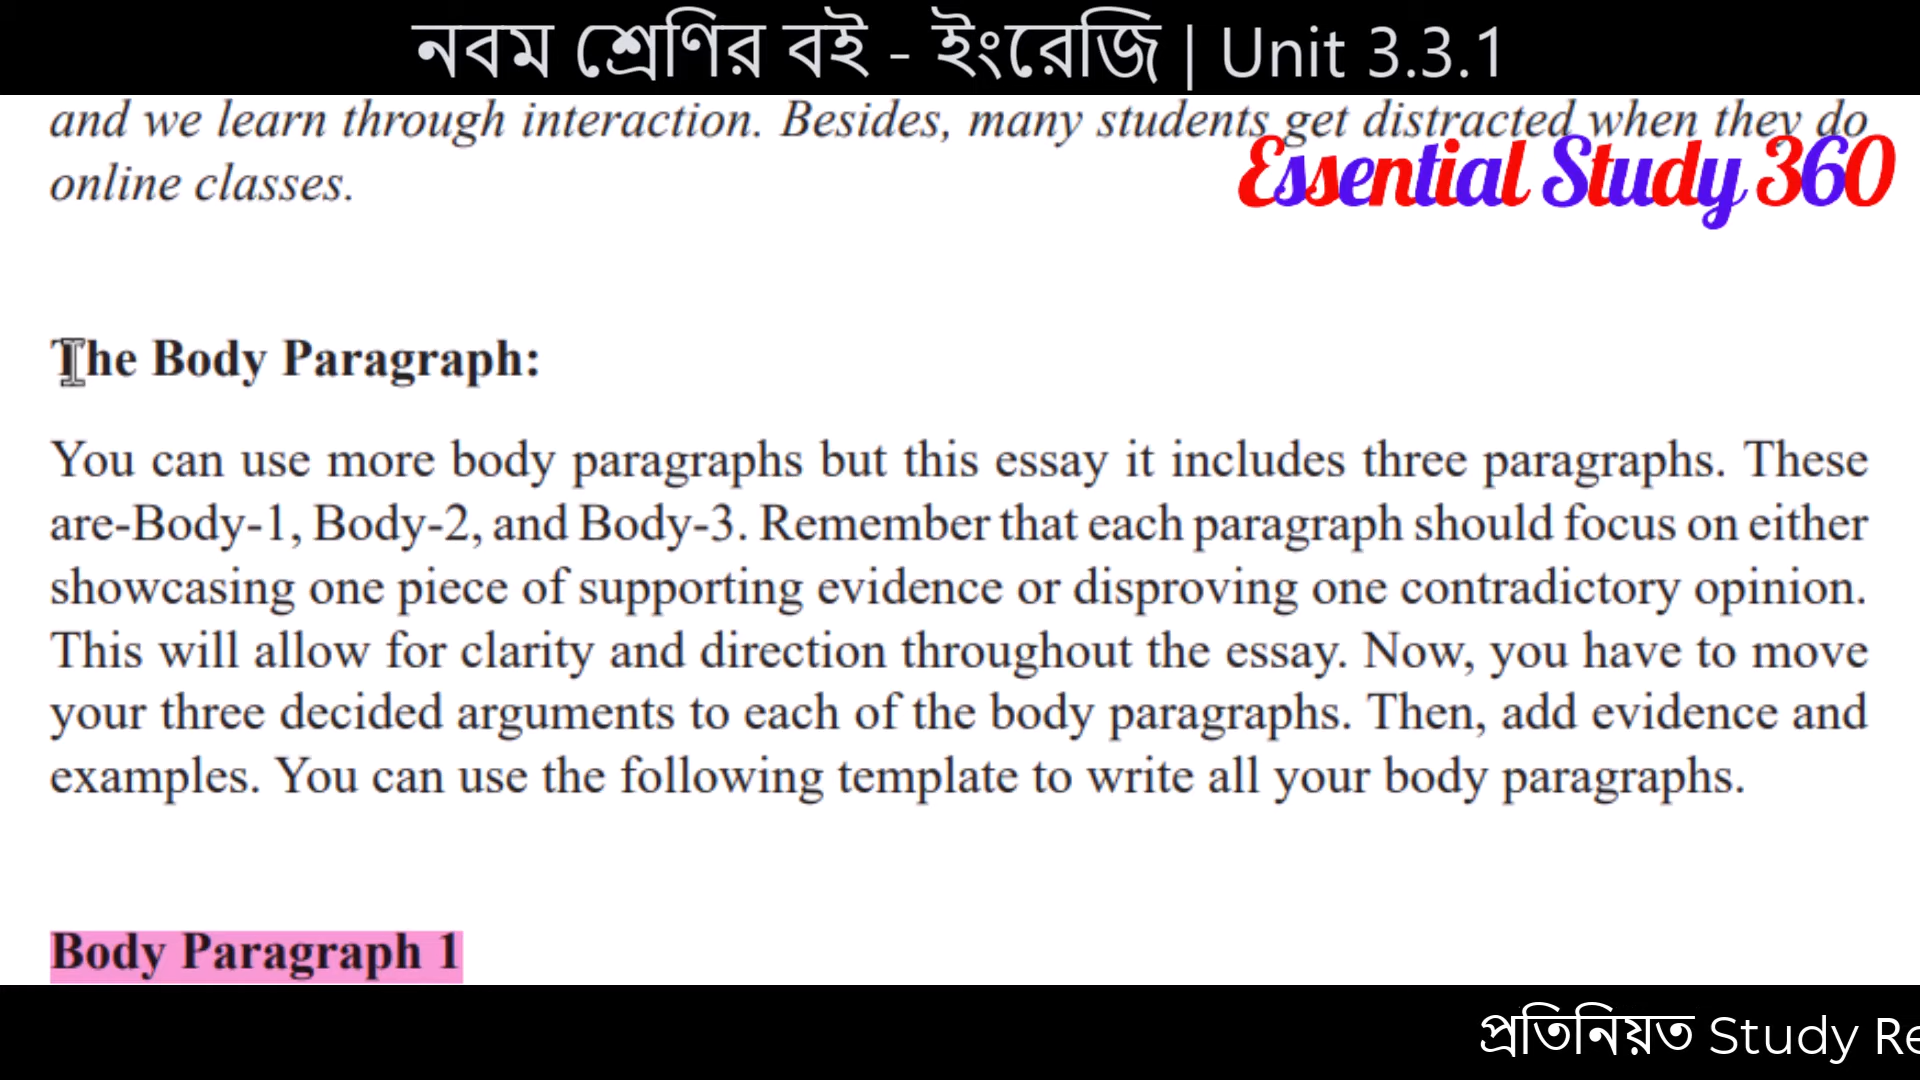 নবম শ্রেণির বই - ইংরেজি | Unit 3.3.1
and we learn through interaction. Besides, many students get distracted when they do
online classes.
Essential Study 360
The Body Paragraph:
You can use more body paragraphs but this essay it includes three paragraphs. These
are-Body-1, Body-2, and Body-3. Remember that each paragraph should focus on either
showcasing one piece of supporting evidence or disproving one contradictory opinion.
This will allow for clarity and direction throughout the essay. Now, you have to move
your three decided arguments to each of the body paragraphs. Then, add evidence and
examples. You can use the following template to write all your body paragraphs.
Body Paragraph 1
প্রতিনিয়ত Study